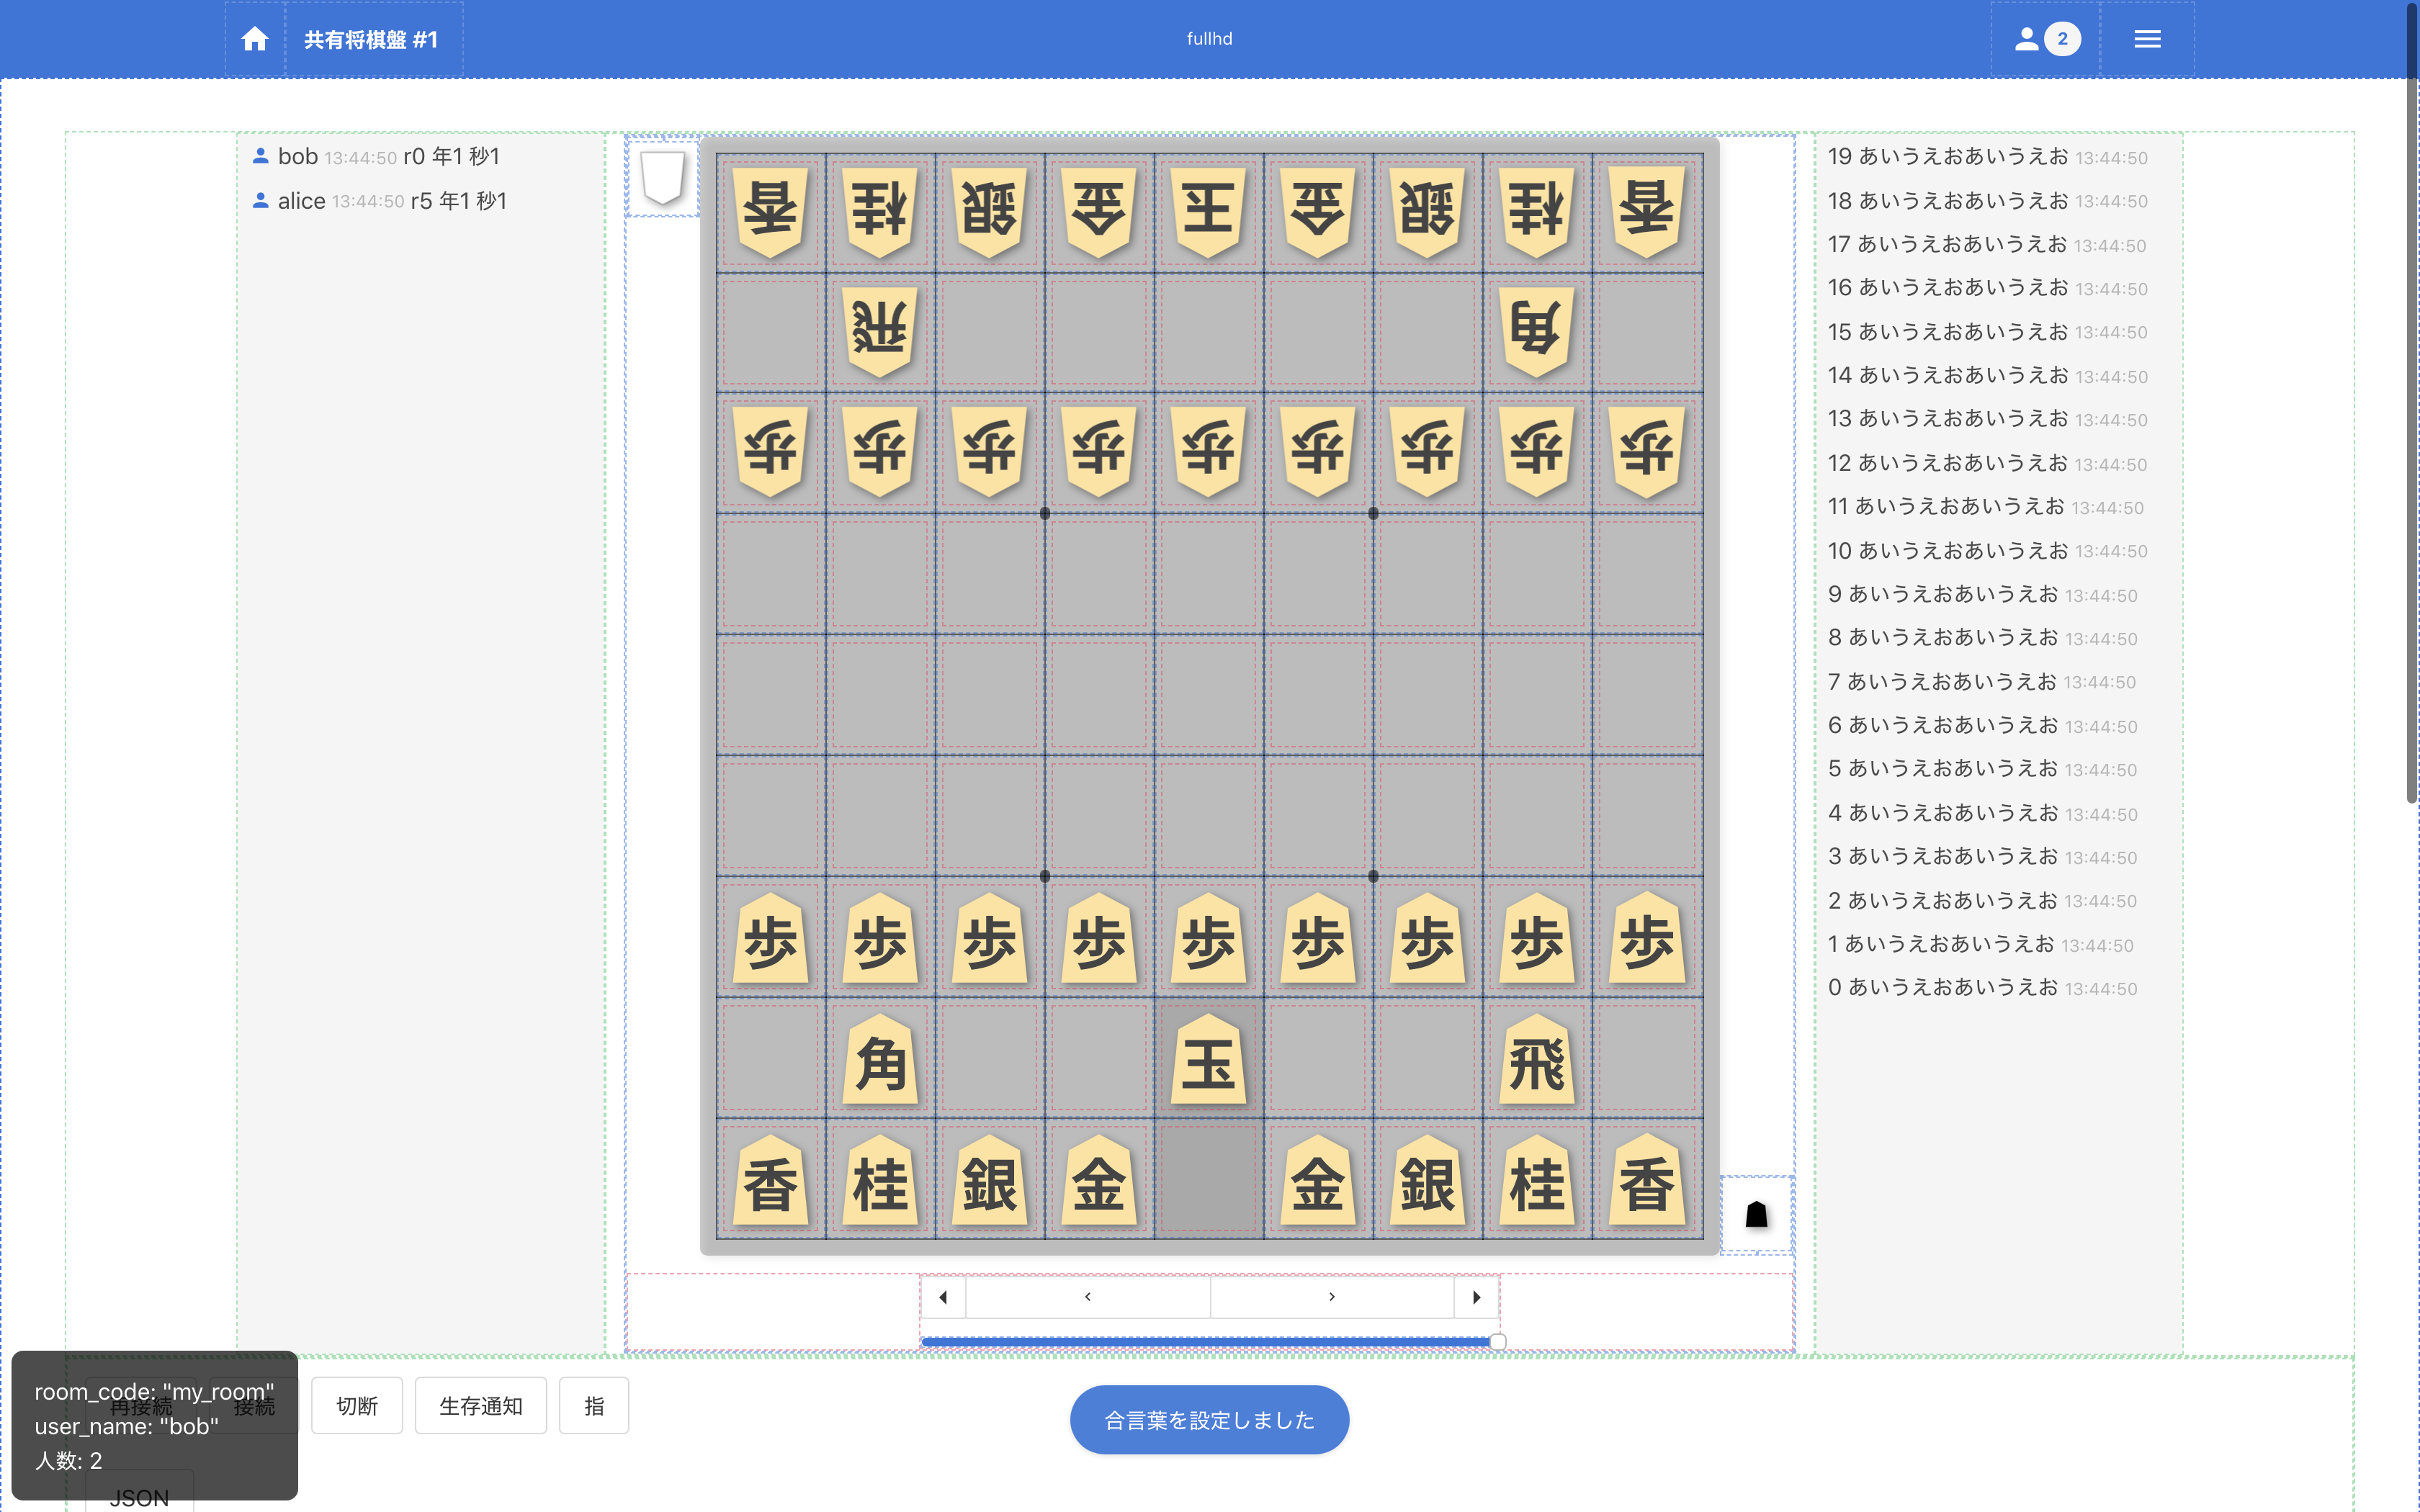 共有将棋盤 #1
fullhd
2
bob 13:44:50 r0 年1 秒1
alice 13:44:50 r5 年1 秒1
香 桂 銀 金 玉 金 銀 桂 香
飛 角
歩 歩 歩 歩 歩 歩 歩 歩 歩
歩 歩 歩 歩 歩 歩 歩 歩 歩
角 玉 飛
香 桂 銀 金 金 銀 桂 香
19 あいうえおあいうえお 13:44:50
18 あいうえおあいうえお 13:44:50
17 あいうえおあいうえお 13:44:50
16 あいうえおあいうえお 13:44:50
15 あいうえおあいうえお 13:44:50
14 あいうえおあいうえお 13:44:50
13 あいうえおあいうえお 13:44:50
12 あいうえおあいうえお 13:44:50
11 あいうえおあいうえお 13:44:50
10 あいうえおあいうえお 13:44:50
9 あいうえおあいうえお 13:44:50
8 あいうえおあいうえお 13:44:50
7 あいうえおあいうえお 13:44:50
6 あいうえおあいうえお 13:44:50
5 あいうえおあいうえお 13:44:50
4 あいうえおあいうえお 13:44:50
3 あいうえおあいうえお 13:44:50
2 あいうえおあいうえお 13:44:50
1 あいうえおあいうえお 13:44:50
0 あいうえおあいうえお 13:44:50
room_code: "my_room"
user_name: "bob"
人数: 2
再接続 接続 切断 生存通知 指
JSON
合言葉を設定しました